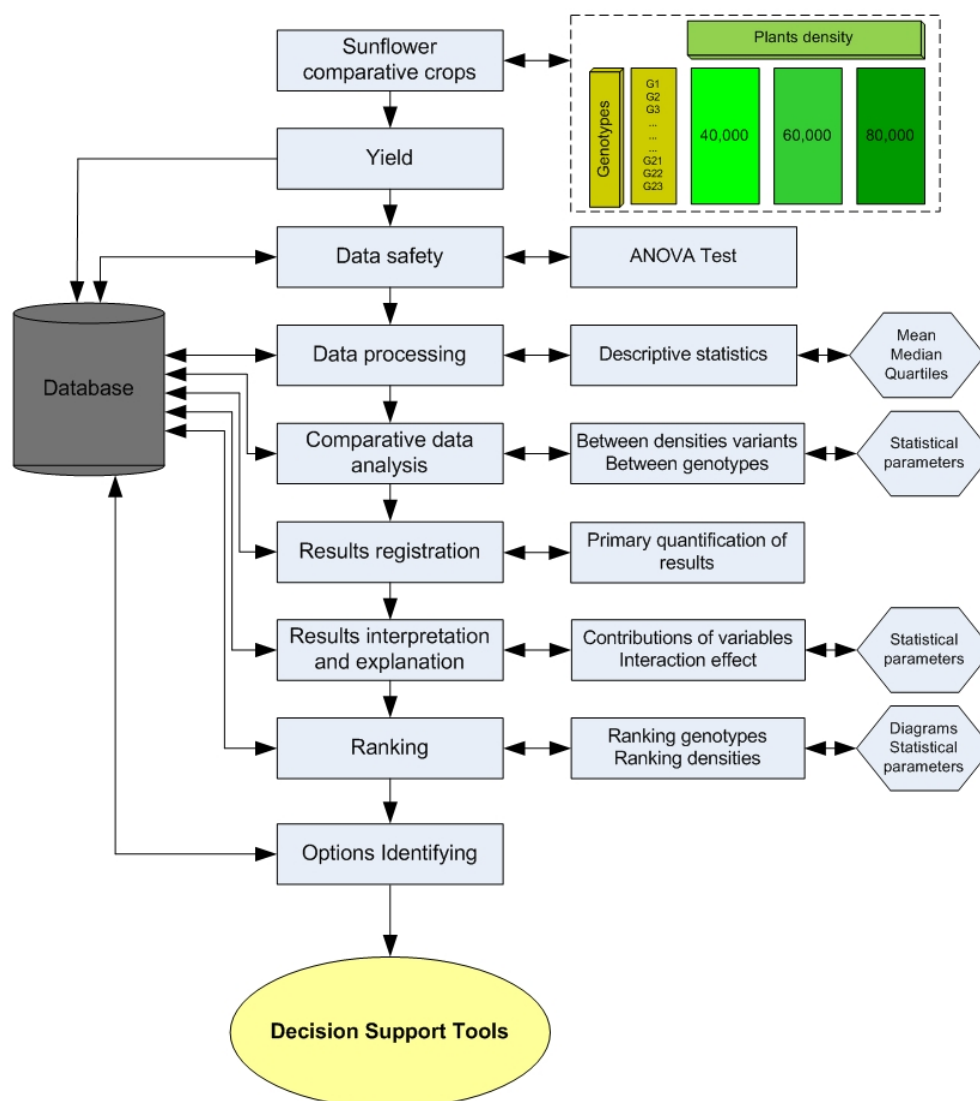 Sunflower
comparative crops
Plants density
Genotypes
G1
G2
G3
...
...
...
G21
G22
G23
40,000
60,000
80,000
Yield
Data safety
ANOVA Test
Database
Data processing
Descriptive statistics
Mean
Median
Quartiles
Comparative data
analysis
Between densities variants
Between genotypes
Statistical
parameters
Results registration
Primary quantification of
results
Results interpretation
and explanation
Contributions of variables
Interaction effect
Statistical
parameters
Ranking
Ranking genotypes
Ranking densities
Diagrams
Statistical
parameters
Options Identifying
Decision Support Tools